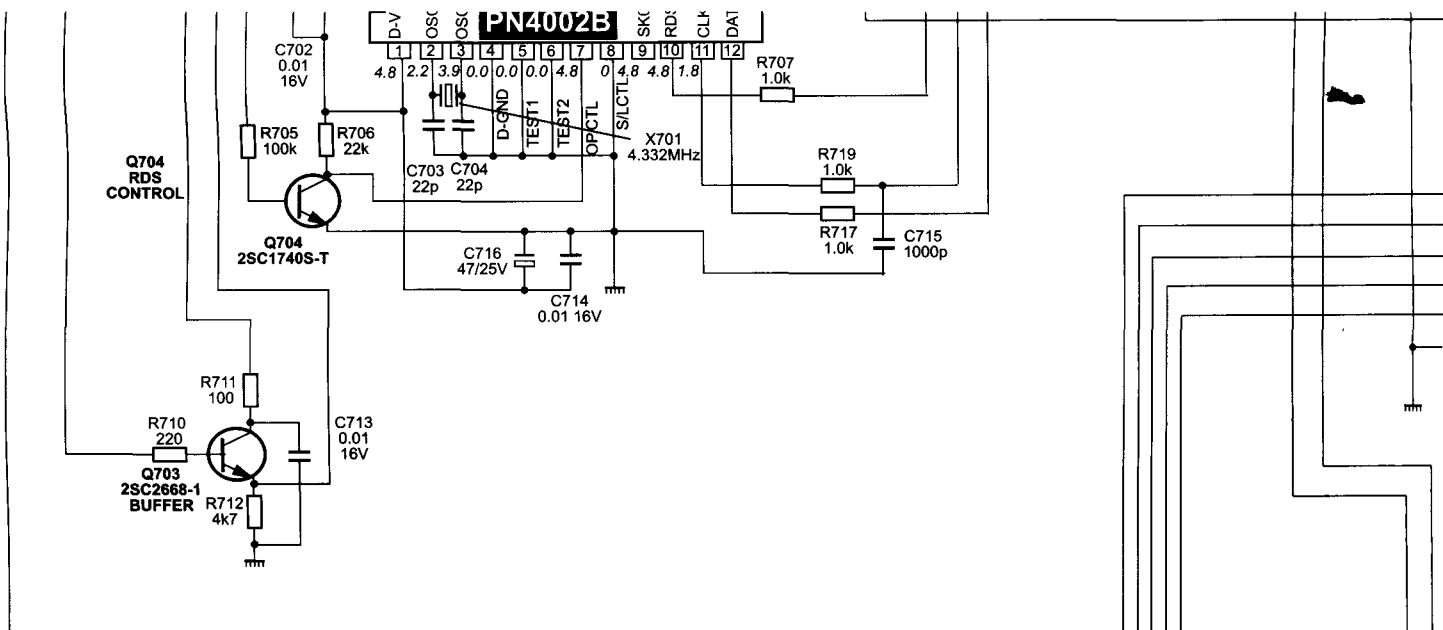 PN4002B
D-V
OSC
OSC
SK
RDS
CLK
DAT
1 2 3 4 5 6 7 8 9 10 11 12
4.8 2.2 3.9 0.0 0.0 0.0 4.8 0 4.8 4.8 1.8
C702
0.01
16V
R707
1.0k
D-GND
TEST1
TEST2
OP/CTL
S/LCTL
R705
100k
R706
22k
X701
4.332MHz
Q704
RDS
CONTROL
C703
22p
C704
22p
R719
1.0k
Q704
2SC1740S-T
R717
1.0k
C715
1000p
C716
47/25V
C714
0.01 16V
R711
100
R710
220
C713
0.01
16V
Q703
2SC2668-1
BUFFER
R712
4k7